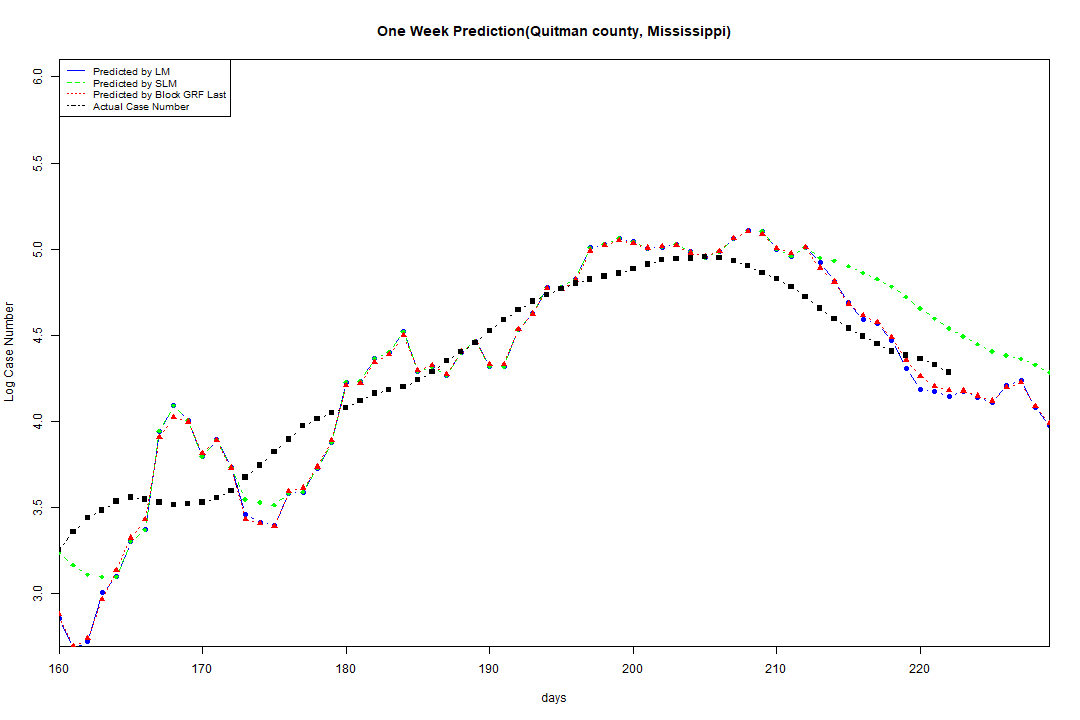 One Week Prediction(Quitman county, Mississippi)
Predicted by LM
Predicted by SLM
Predicted by Block GRF Last
Actual Case Number
6.0
5.5
5.0
4.5
4.0
3.5
3.0
Log Case Number
160 170 180 190 200 210 220
days